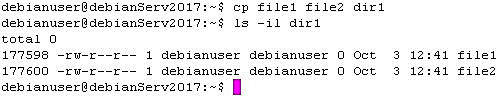 debianuser@debianServ2017:~$ cp file1 file2 dir1
debianuser@debianServ2017:~$ ls -il dir1
total 0
177598 -rw-r--r-- 1 debianuser debianuser 0 Oct  3 12:41 file1
177600 -rw-r--r-- 1 debianuser debianuser 0 Oct  3 12:41 file2
debianuser@debianServ2017:~$